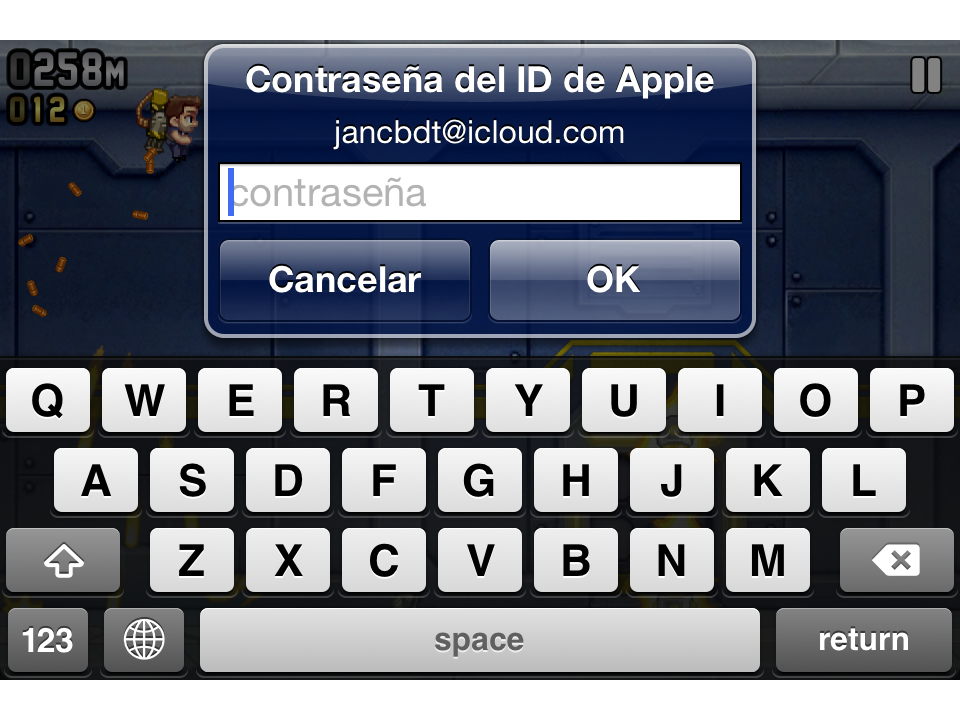 0258M
012
Contraseña del ID de Apple
jancbdt@icloud.com
contraseña
Cancelar OK
Q W E R T Y U I O P
A S D F G H J K L
Z X C V B N M
123 space return